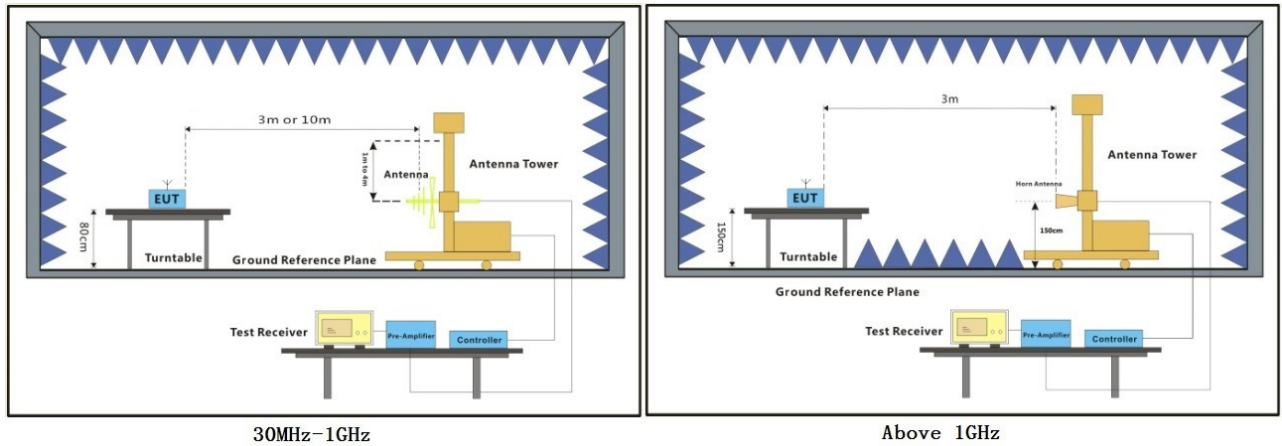 3m or 10m
1m to 4m
Antenna Tower
Antenna
EUT
80cm
Turntable
Ground Reference Plane
Test Receiver
Pre-Amplifier
Controller
30MHz-1GHz
3m
Antenna Tower
Horn Antenna
EUT
150cm
150cm
Turntable
Ground Reference Plane
Test Receiver
Pre-Amplifier
Controller
Above 1GHz